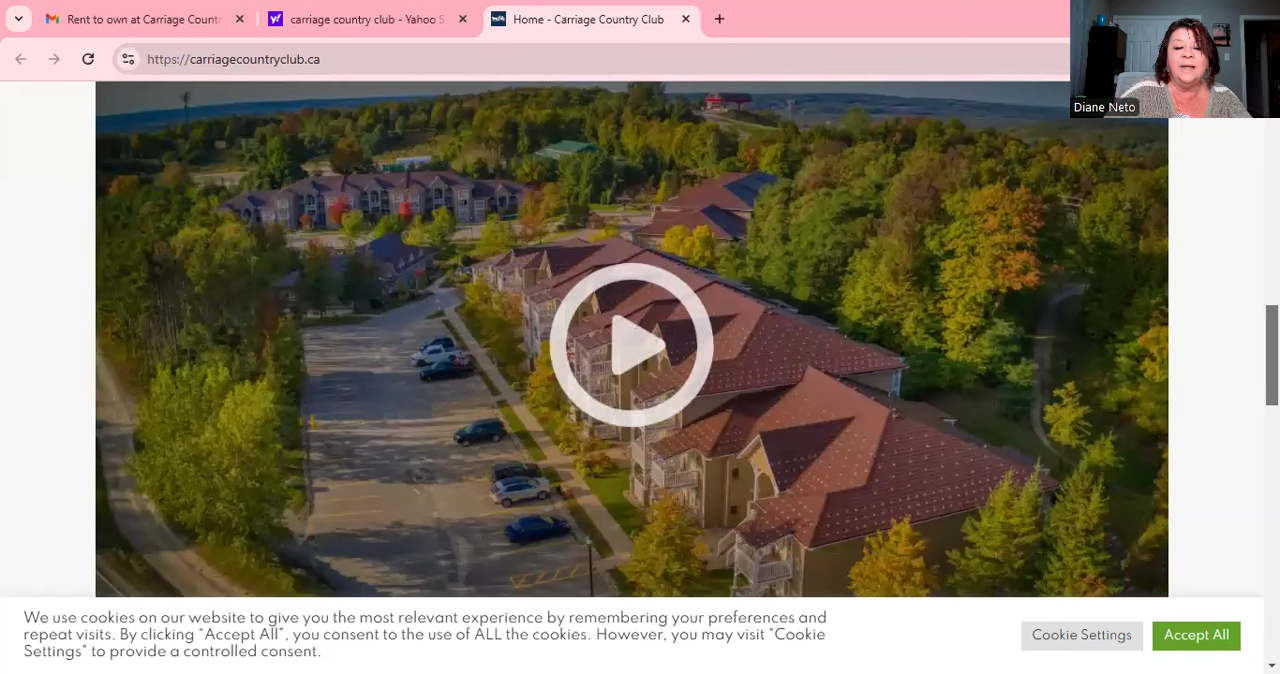 Rent to own at Carriage Countr
carriage country club - Yahoo S
Home - Carriage Country Club
https://carriagecountryclub.ca
Diane Neto
We use cookies on our website to give you the most relevant experience by remembering your preferences and
repeat visits. By clicking “Accept All”, you consent to the use of ALL the cookies. However, you may visit "Cookie
Settings" to provide a controlled consent.
Cookie Settings
Accept All